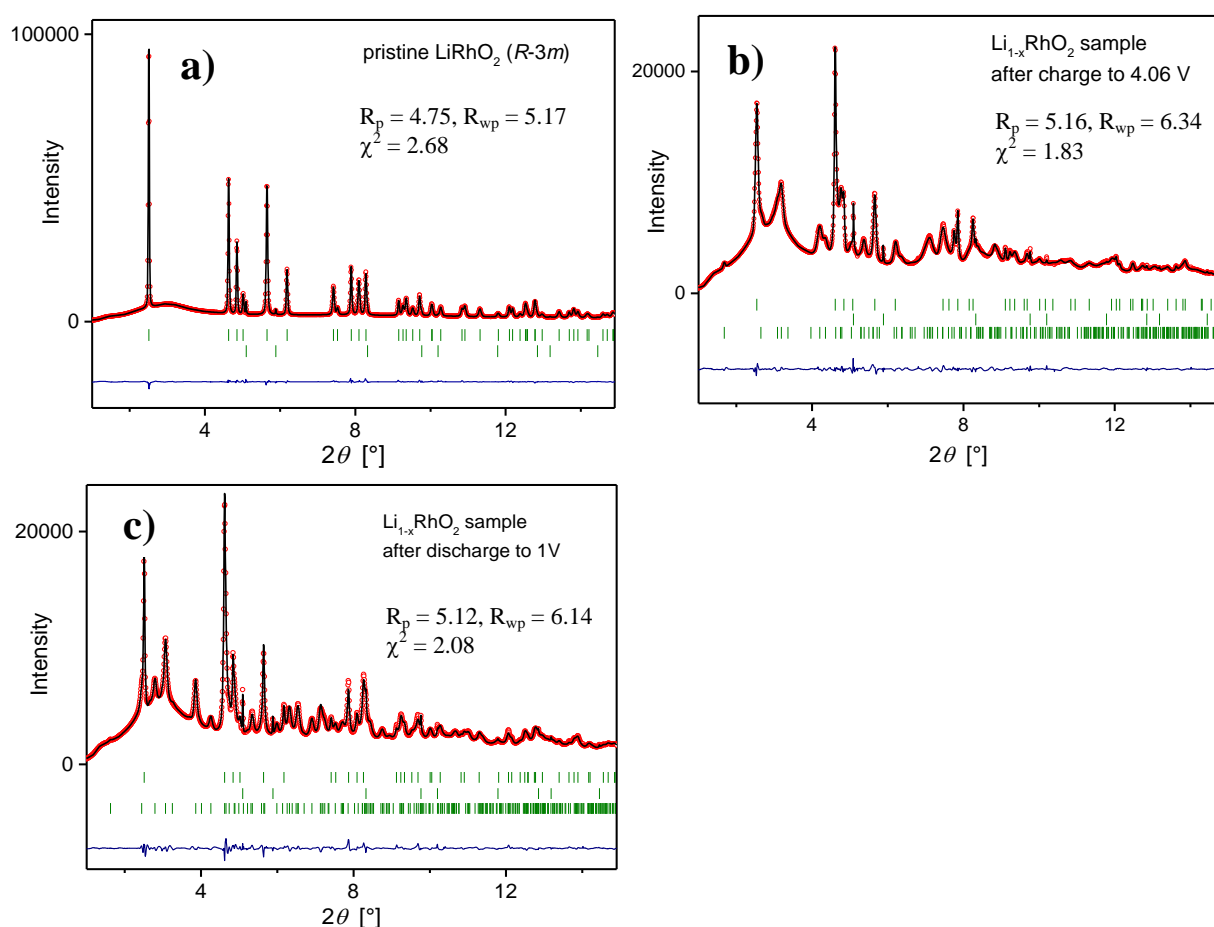 100000
a)
pristine LiRhO₂ (R-3m)
Rₚ = 4.75, R_wp = 5.17
χ² = 2.68
Intensity
0
4
8
12
2θ [°]
b)
Li₁₋ₓRhO₂ sample
after charge to 4.06 V
20000
Rₚ = 5.16, R_wp = 6.34
χ² = 1.83
Intensity
0
4
8
12
2θ [°]
c)
Li₁₋ₓRhO₂ sample
after discharge to 1V
20000
Rₚ = 5.12, R_wp = 6.14
χ² = 2.08
Intensity
0
4
8
12
2θ [°]